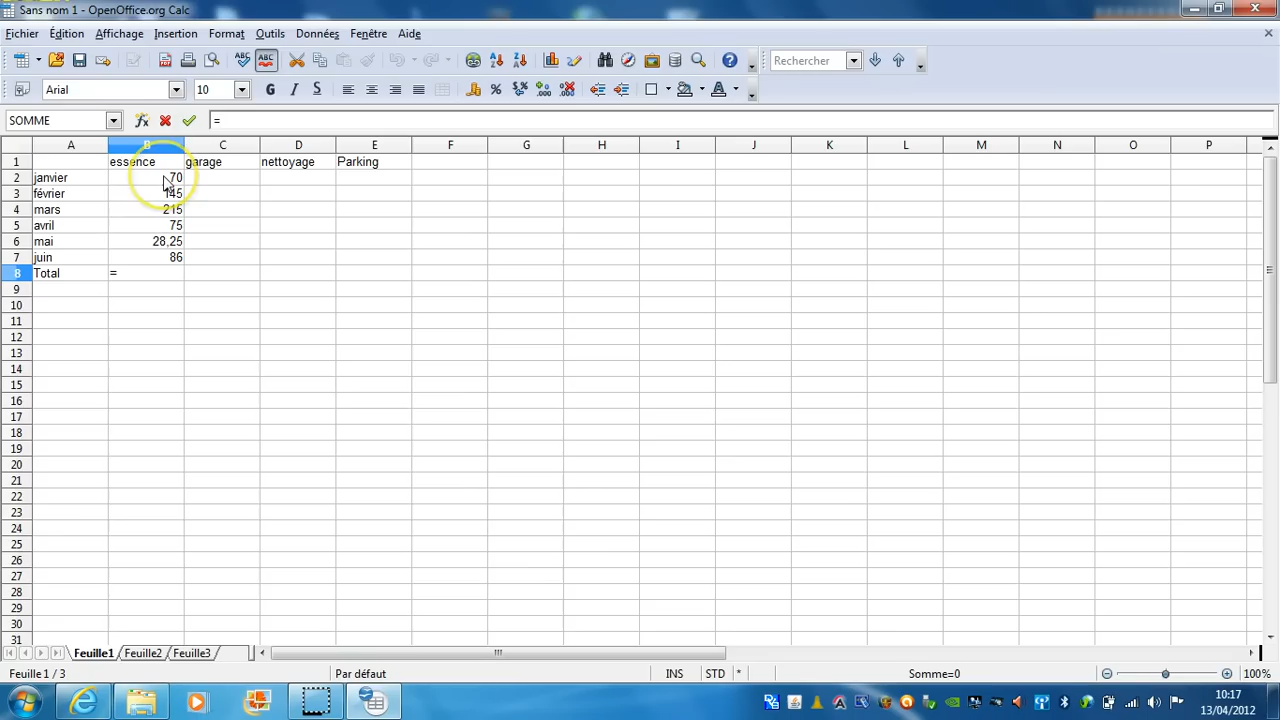 Sans nom 1 - OpenOffice.org Calc
Fichier Édition Affichage Insertion Format Outils Données Fenêtre Aide
Rechercher
Arial 10
SOMME =
A B C D E F G H I J K L M N O P
1 essence garage nettoyage Parking
2 janvier 70
3 février 145
4 mars 215
5 avril 75
6 mai 28,25
7 juin 86
8 Total =
9
10
11
12
13
14
15
16
17
18
19
20
21
22
23
24
25
26
27
28
29
30
31
Feuille1 Feuille2 Feuille3
Feuille 1 / 3 Par défaut INS STD * Somme=0 100%
10:17
13/04/2012